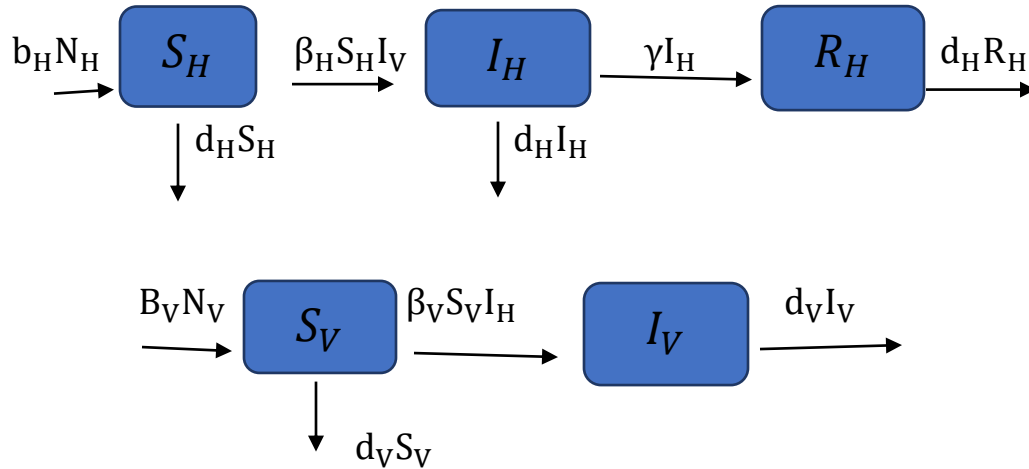 b_H N_H
S_H
β_H S_H I_V
I_H
γI_H
R_H
d_H R_H
d_H S_H
d_H I_H
B_V N_V
S_V
β_V S_V I_H
I_V
d_V I_V
d_V S_V